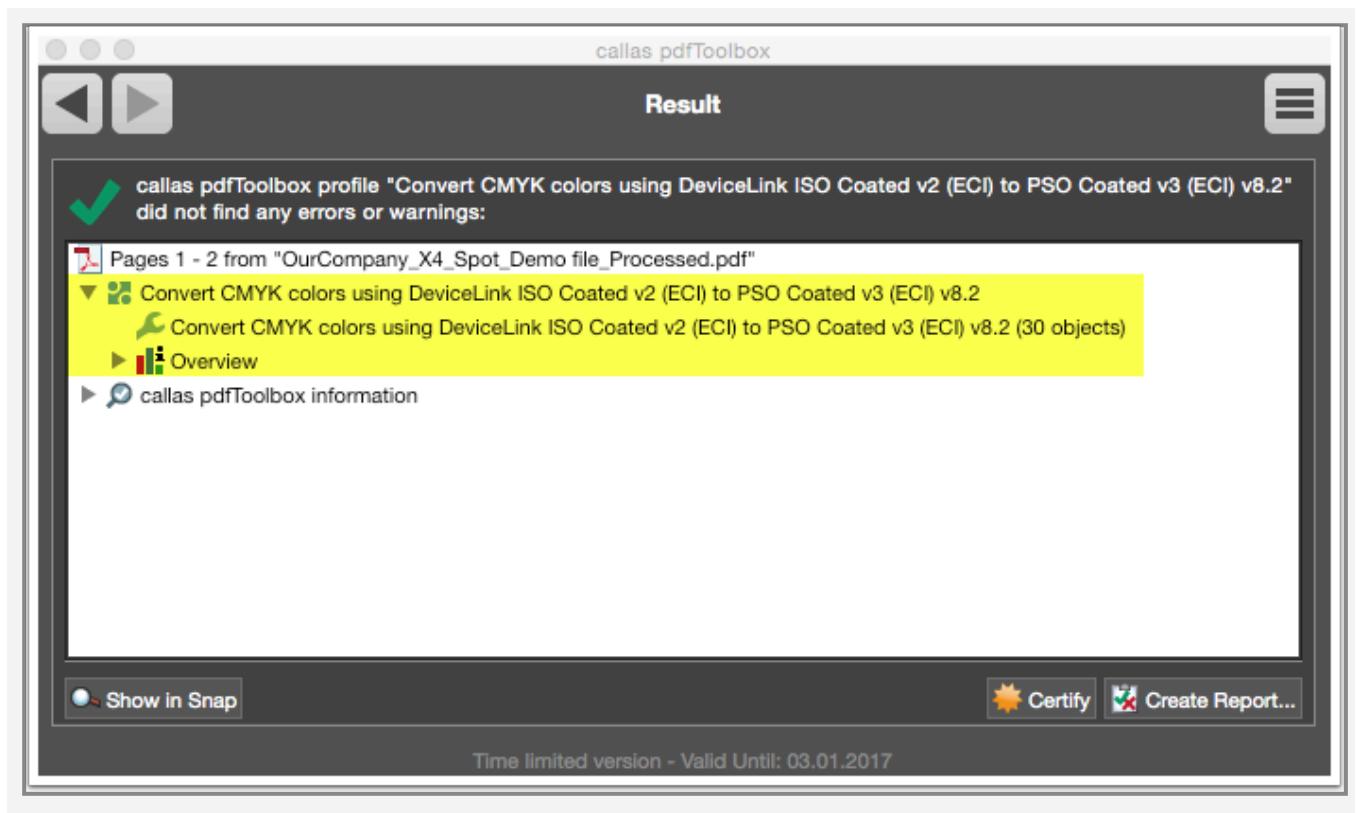 callas pdfToolbox
Result
callas pdfToolbox profile "Convert CMYK colors using DeviceLink ISO Coated v2 (ECI) to PSO Coated v3 (ECI) v8.2"
did not find any errors or warnings:
Pages 1 - 2 from "OurCompany_X4_Spot_Demo file_Processed.pdf"
Convert CMYK colors using DeviceLink ISO Coated v2 (ECI) to PSO Coated v3 (ECI) v8.2
Convert CMYK colors using DeviceLink ISO Coated v2 (ECI) to PSO Coated v3 (ECI) v8.2 (30 objects)
Overview
callas pdfToolbox information
Show in Snap
Certify
Create Report...
Time limited version - Valid Until: 03.01.2017